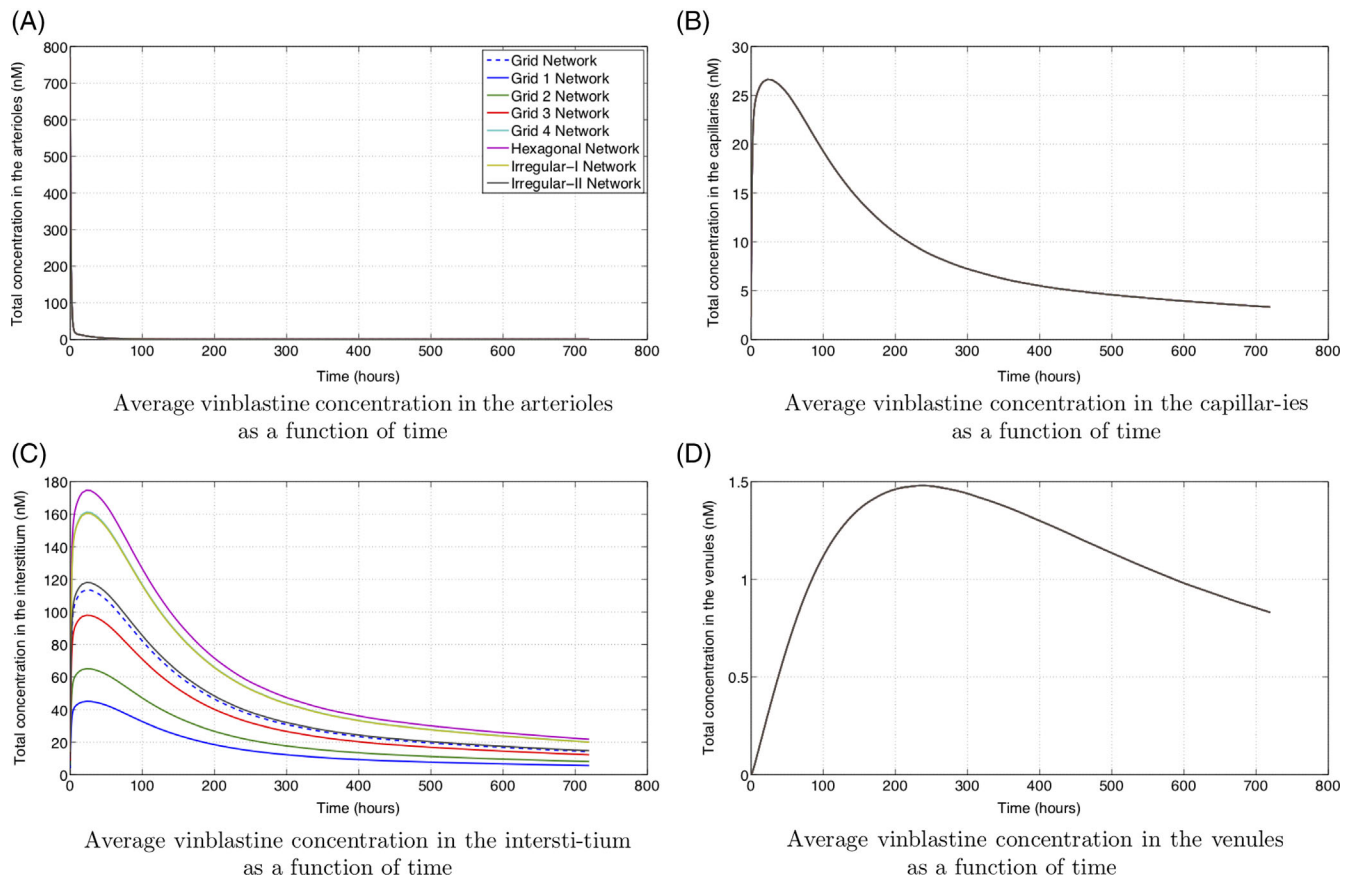 (A)
Total concentration in the arterioles (nM)
800
700
600
500
400
300
200
100
0
Grid Network
Grid 1 Network
Grid 2 Network
Grid 3 Network
Grid 4 Network
Hexagonal Network
Irregular-I Network
Irregular-II Network
0 100 200 300 400 500 600 700 800
Time (hours)
Average vinblastine concentration in the arterioles
as a function of time
(B)
Total concentration in the capillaries (nM)
30
25
20
15
10
5
0
0 100 200 300 400 500 600 700 800
Time (hours)
Average vinblastine concentration in the capillar-ies
as a function of time
(C)
Total concentration in the interstitium (nM)
180
160
140
120
100
80
60
40
20
0
0 100 200 300 400 500 600 700 800
Time (hours)
Average vinblastine concentration in the intersti-tium
as a function of time
(D)
Total concentration in the venules (nM)
1.5
1
0.5
0
0 100 200 300 400 500 600 700 800
Time (hours)
Average vinblastine concentration in the venules
as a function of time